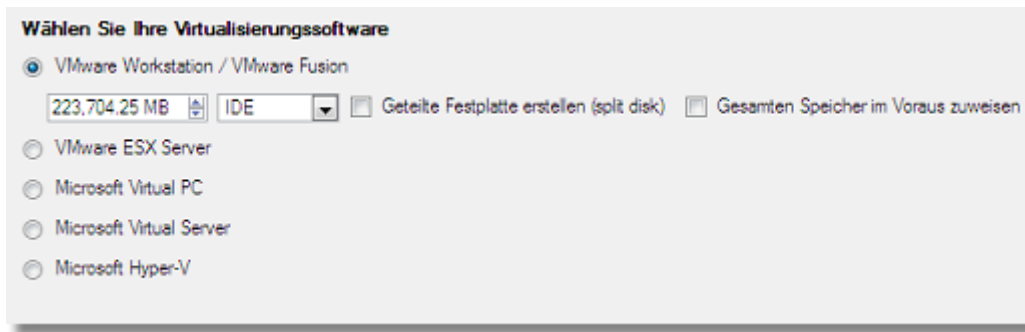 Wählen Sie Ihre Virtualisierungssoftware
VMware Workstation / VMware Fusion
223,704.25 MB IDE Geteilte Festplatte erstellen (split disk) Gesamten Speicher im Voraus zuweisen
VMware ESX Server
Microsoft Virtual PC
Microsoft Virtual Server
Microsoft Hyper-V